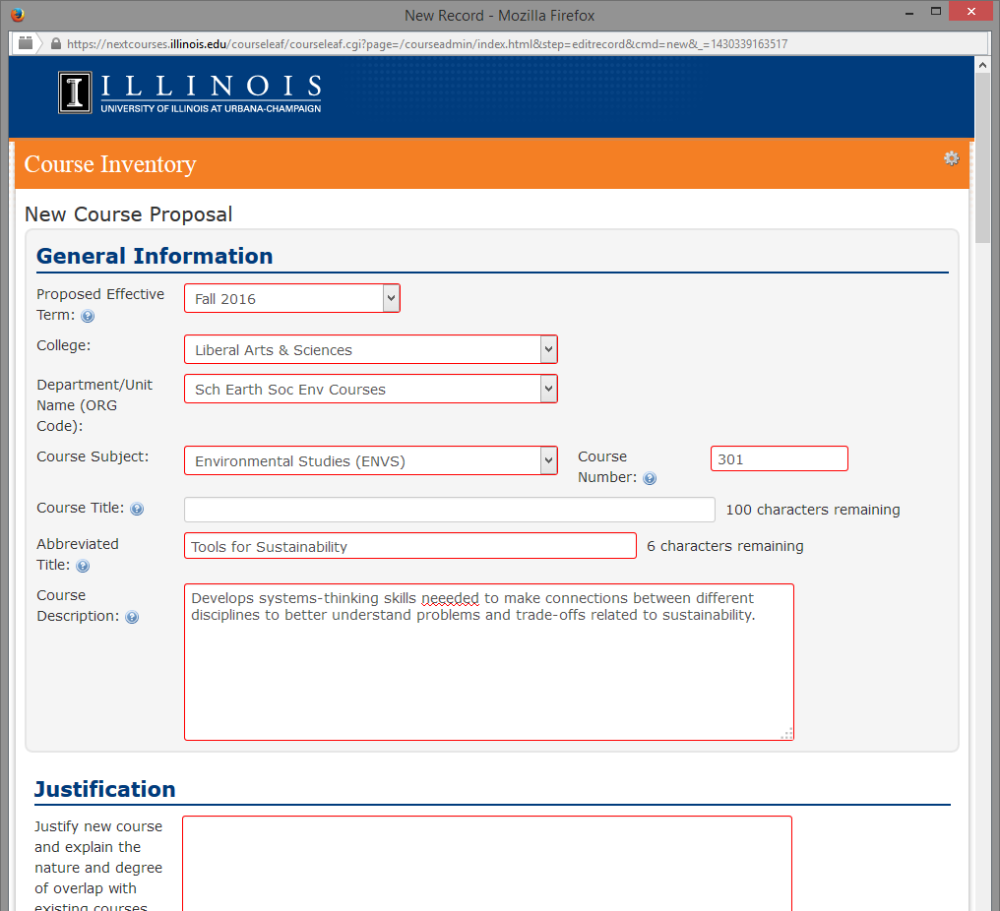 New Record - Mozilla Firefox
https://nextcourses.illinois.edu/courseleaf/courseleaf.cgi?page=/courseadmin/index.html&step=editrecord&cmd=new&_=1430339163517
I ILLINOIS
UNIVERSITY OF ILLINOIS AT URBANA-CHAMPAIGN
Course Inventory
New Course Proposal
General Information
Proposed Effective
Term: ?
Fall 2016
College:
Liberal Arts & Sciences
Department/Unit
Name (ORG
Code):
Sch Earth Soc Env Courses
Course Subject:
Environmental Studies (ENVS)
Course
Number: ?
301
Course Title: ?
100 characters remaining
Abbreviated
Title: ?
Tools for Sustainability
6 characters remaining
Course
Description: ?
Develops systems-thinking skills neeeded to make connections between different
disciplines to better understand problems and trade-offs related to sustainability.
Justification
Justify new course
and explain the
nature and degree
of overlap with
existing courses